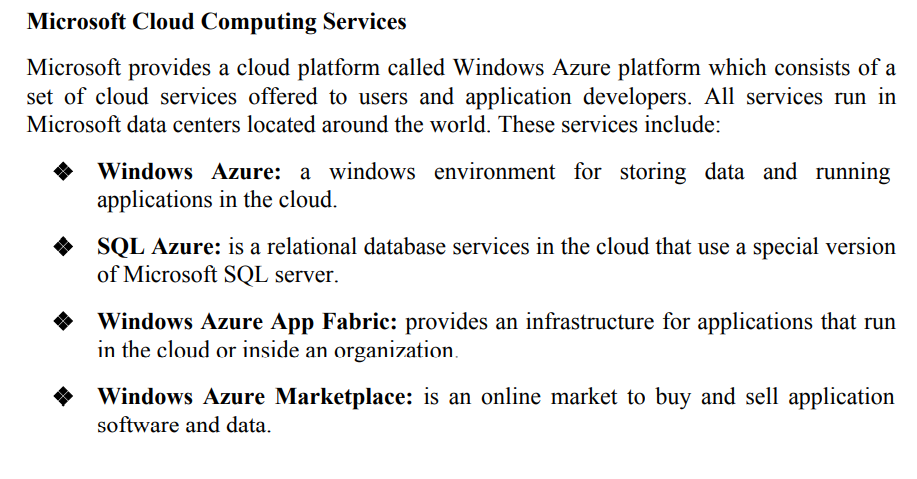 Microsoft Cloud Computing Services
Microsoft provides a cloud platform called Windows Azure platform which consists of a
set of cloud services offered to users and application developers. All services run in
Microsoft data centers located around the world. These services include:
❖ Windows Azure: a windows environment for storing data and running
applications in the cloud.
❖ SQL Azure: is a relational database services in the cloud that use a special version
of Microsoft SQL server.
❖ Windows Azure App Fabric: provides an infrastructure for applications that run
in the cloud or inside an organization.
❖ Windows Azure Marketplace: is an online market to buy and sell application
software and data.